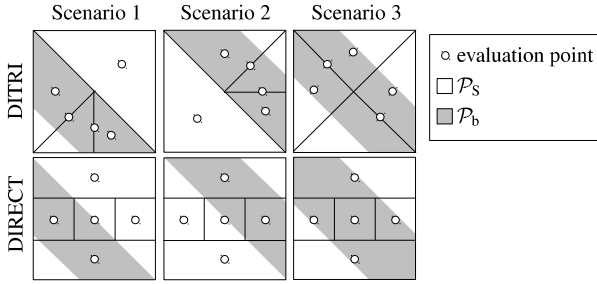 Scenario 1 Scenario 2 Scenario 3
DITRI
DIRECT
evaluation point
𝒫S
𝒫b